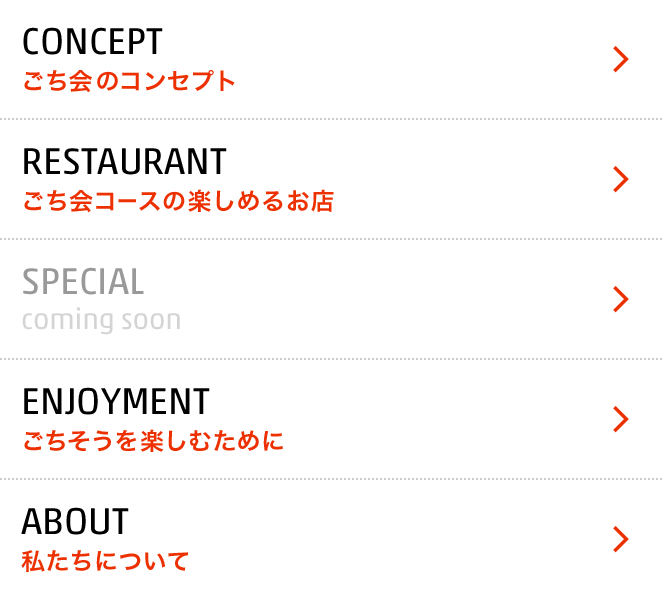 CONCEPT
ごち会のコンセプト
RESTAURANT
ごち会コースの楽しめるお店
SPECIAL
coming soon
ENJOYMENT
ごちそうを楽しむために
ABOUT
私たちについて